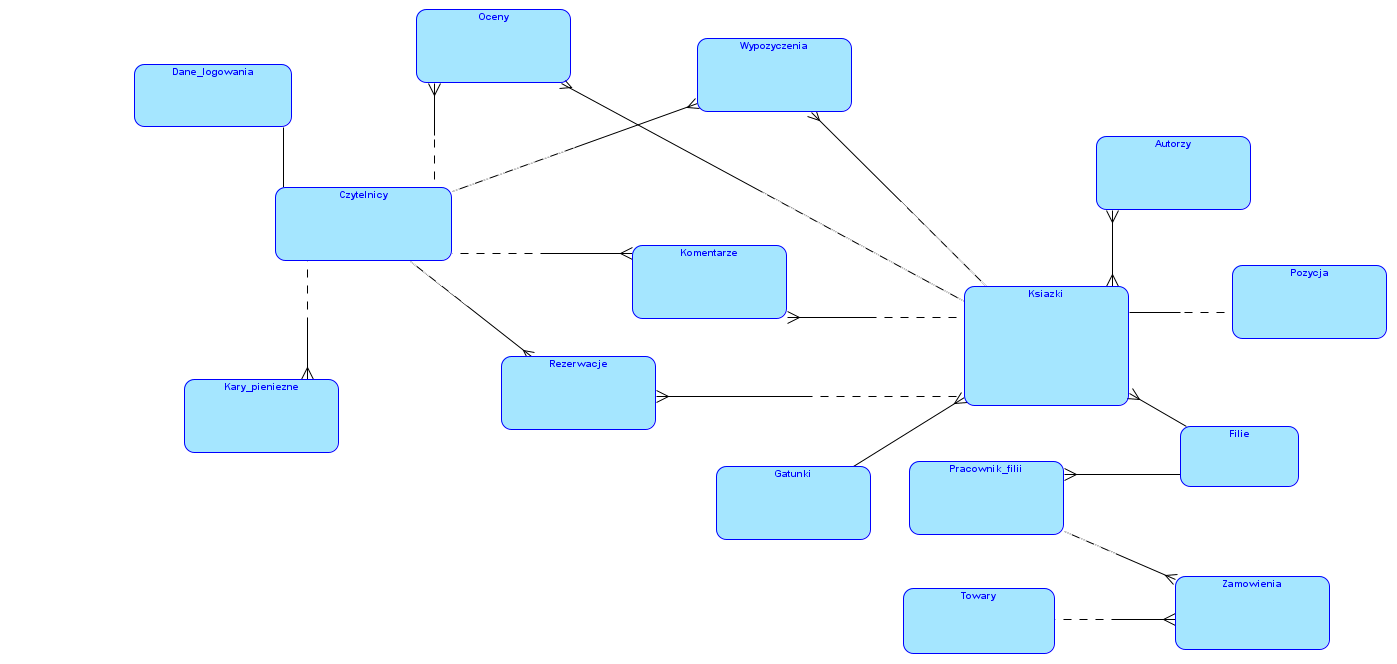 Oceny
Wypozyczenia
Dane_logowania
Autorzy
Czytelnicy
Komentarze
Pozycja
Ksiazki
Rezerwacje
Kary_pieniezne
Filie
Gatunki
Pracownik_filii
Zamowienia
Towary